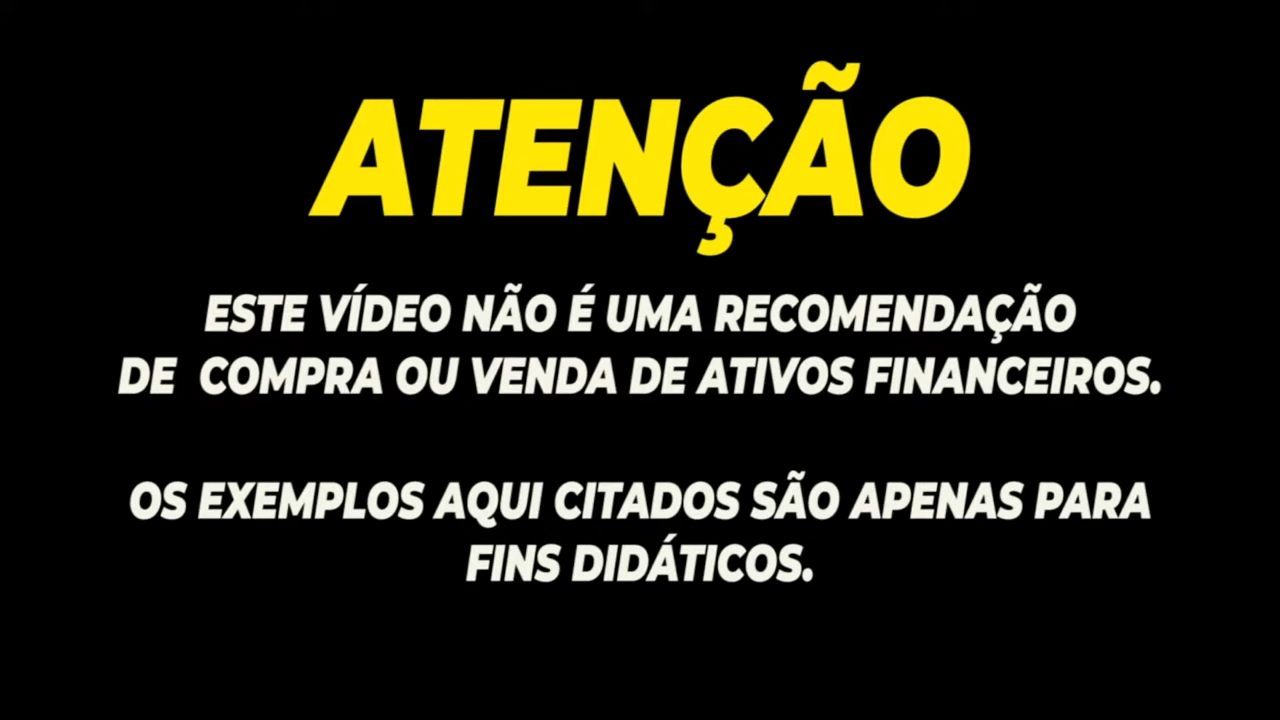 ATENÇÃO
ESTE VÍDEO NÃO É UMA RECOMENDAÇÃO
DE  COMPRA OU VENDA DE ATIVOS FINANCEIROS.
OS EXEMPLOS AQUI CITADOS SÃO APENAS PARA
FINS DIDÁTICOS.